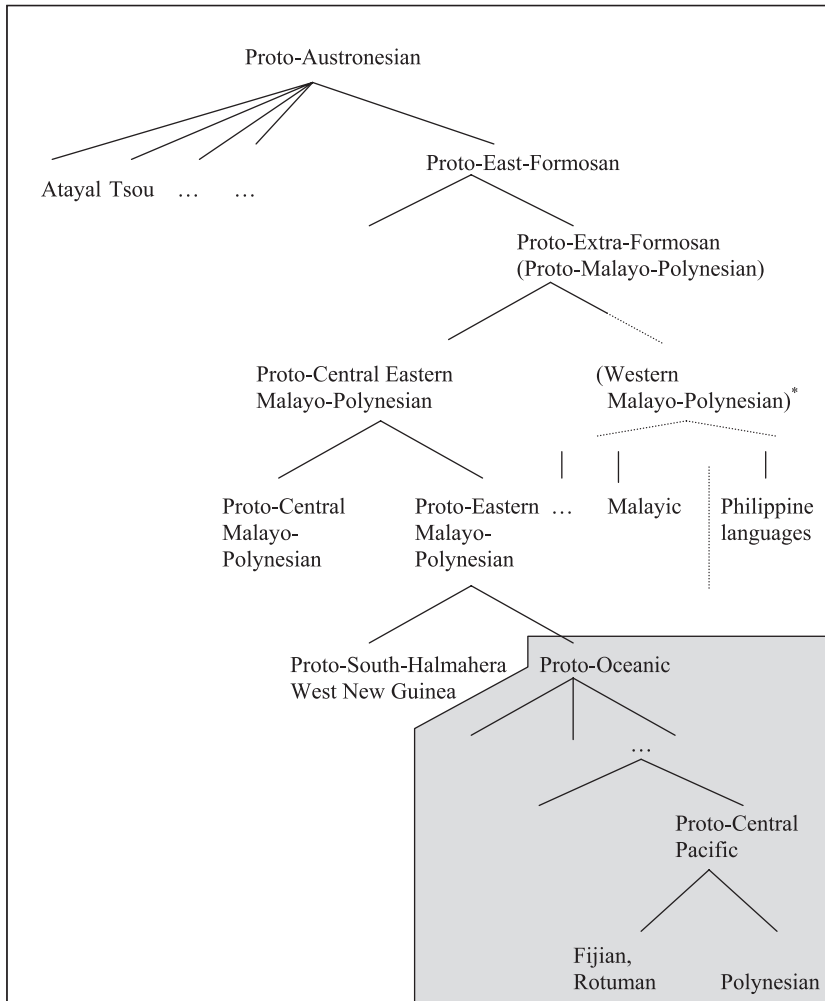 Proto-Austronesian
Proto-East-Formosan
Atayal Tsou … …
Proto-Extra-Formosan
(Proto-Malayo-Polynesian)
Proto-Central Eastern
Malayo-Polynesian
(Western
Malayo-Polynesian)*
Proto-Central
Malayo-
Polynesian
Proto-Eastern
Malayo-
Polynesian
…
Malayic
Philippine
languages
Proto-South-Halmahera
West New Guinea
Proto-Oceanic
…
Proto-Central
Pacific
Fijian,
Rotuman
Polynesian